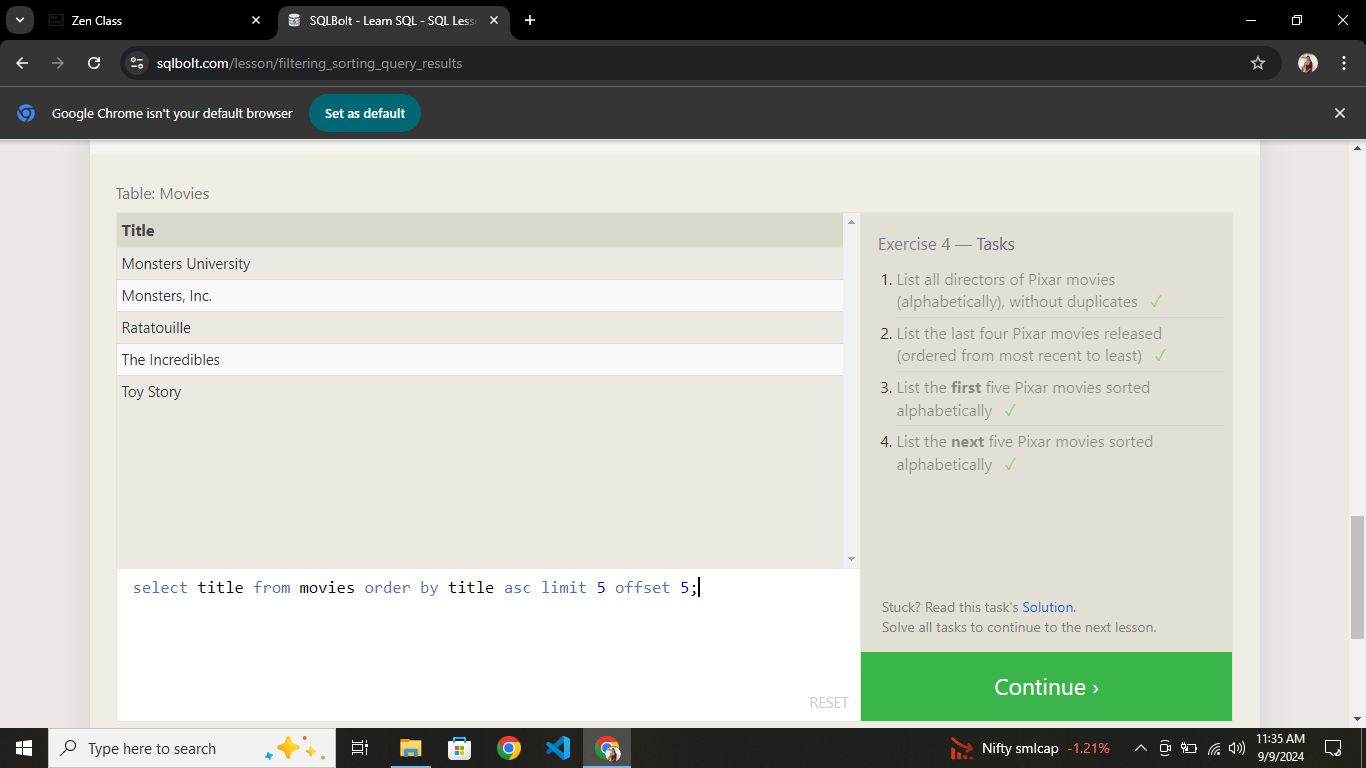 Zen Class
SQLBolt - Learn SQL - SQL Less
sqlbolt.com/lesson/filtering_sorting_query_results
Google Chrome isn't your default browser
Set as default
Table: Movies
Title
Monsters University
Monsters, Inc.
Ratatouille
The Incredibles
Toy Story
select title from movies order by title asc limit 5 offset 5;
RESET
Exercise 4 — Tasks
1. List all directors of Pixar movies
(alphabetically), without duplicates ✓
2. List the last four Pixar movies released
(ordered from most recent to least) ✓
3. List the first five Pixar movies sorted
alphabetically ✓
4. List the next five Pixar movies sorted
alphabetically ✓
Stuck? Read this task's Solution.
Solve all tasks to continue to the next lesson.
Continue ›
Type here to search
Nifty smlcap -1.21%
11:35 AM
9/9/2024